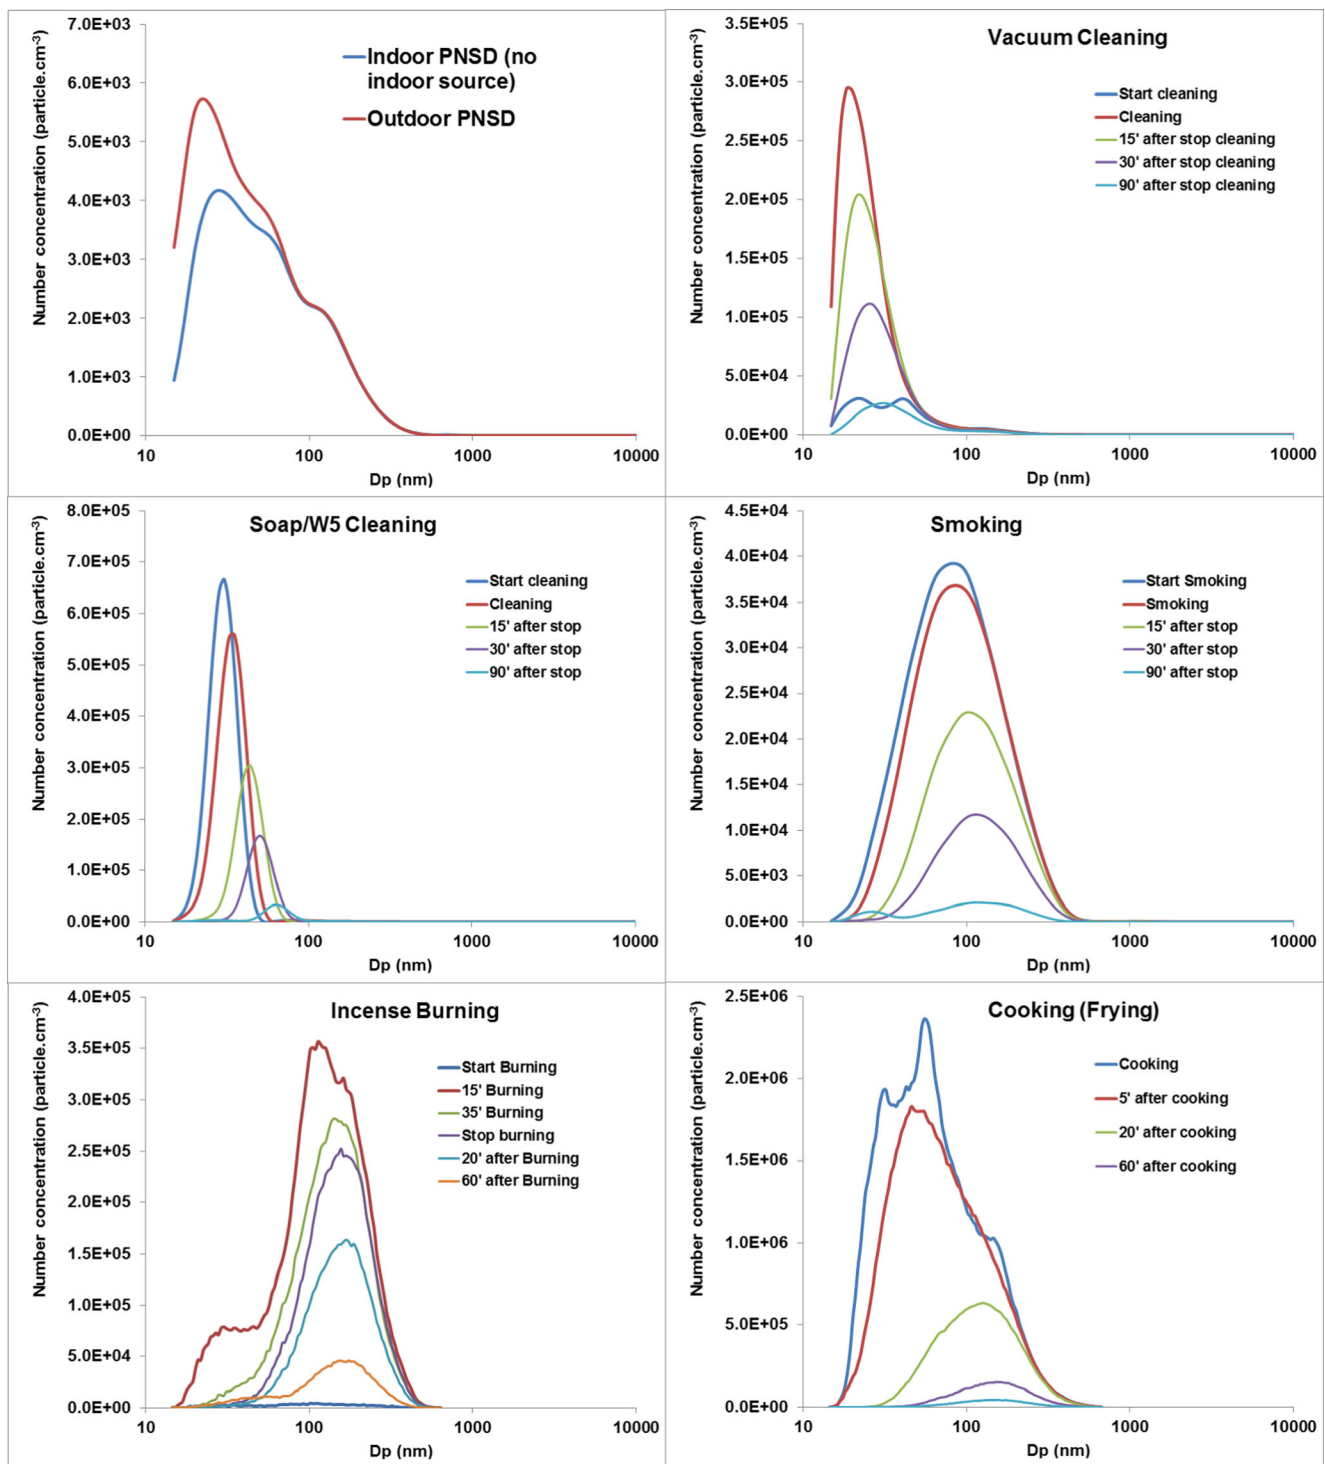 Number concentration (particle.cm-3)
7.0E+03
6.0E+03
5.0E+03
4.0E+03
3.0E+03
2.0E+03
1.0E+03
0.0E+00
Indoor PNSD (no
indoor source)
Outdoor PNSD
10
100
1000
10000
Dp (nm)
Number concentration (particle.cm-3)
3.5E+05
3.0E+05
2.5E+05
2.0E+05
1.5E+05
1.0E+05
5.0E+04
0.0E+00
Vacuum Cleaning
Start cleaning
Cleaning
15' after stop cleaning
30' after stop cleaning
90' after stop cleaning
10
100
1000
10000
Dp (nm)
Number concentration (particle.cm-3)
8.0E+05
7.0E+05
6.0E+05
5.0E+05
4.0E+05
3.0E+05
2.0E+05
1.0E+05
0.0E+00
Soap/W5 Cleaning
Start cleaning
Cleaning
15' after stop
30' after stop
90' after stop
10
100
1000
10000
Dp (nm)
Number concentration (particle.cm-3)
4.5E+04
4.0E+04
3.5E+04
3.0E+04
2.5E+04
2.0E+04
1.5E+04
1.0E+04
5.0E+03
0.0E+00
Smoking
Start Smoking
Smoking
15' after stop
30' after stop
90' after stop
10
100
1000
10000
Dp (nm)
Number concentration (particle.cm-3)
4.0E+05
3.5E+05
3.0E+05
2.5E+05
2.0E+05
1.5E+05
1.0E+05
5.0E+04
0.0E+00
Incense Burning
Start Burning
15' Burning
35' Burning
Stop burning
20' after Burning
60' after Burning
10
100
1000
10000
Dp (nm)
Number concentration (particle.cm-3)
2.5E+06
2.0E+06
1.5E+06
1.0E+06
5.0E+05
0.0E+00
Cooking (Frying)
Cooking
5' after cooking
20' after cooking
60' after cooking
10
100
1000
10000
Dp (nm)